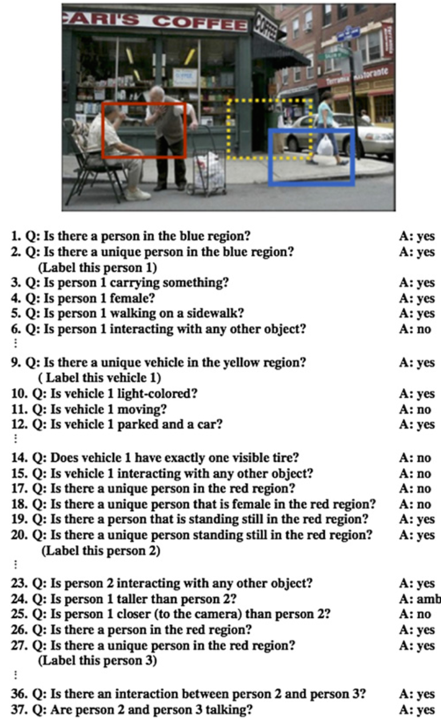 CARI'S COFFEE
COFFEE
1. Q: Is there a person in the blue region? A: yes
2. Q: Is there a unique person in the blue region? A: yes
(Label this person 1)
3. Q: Is person 1 carrying something? A: yes
4. Q: Is person 1 female? A: yes
5. Q: Is person 1 walking on a sidewalk? A: yes
6. Q: Is person 1 interacting with any other object? A: no
⋮
9. Q: Is there a unique vehicle in the yellow region? A: yes
( Label this vehicle 1)
10. Q: Is vehicle 1 light-colored? A: yes
11. Q: Is vehicle 1 moving? A: no
12. Q: Is vehicle 1 parked and a car? A: yes
⋮
14. Q: Does vehicle 1 have exactly one visible tire? A: no
15. Q: Is vehicle 1 interacting with any other object? A: no
17. Q: Is there a unique person in the red region? A: no
18. Q: Is there a unique person that is female in the red region? A: no
19. Q: Is there a person that is standing still in the red region? A: yes
20. Q: Is there a unique person standing still in the red region? A: yes
(Label this person 2)
⋮
23. Q: Is person 2 interacting with any other object? A: yes
24. Q: Is person 1 taller than person 2? A: amb
25. Q: Is person 1 closer (to the camera) than person 2? A: no
26. Q: Is there a person in the red region? A: yes
27. Q: Is there a unique person in the red region? A: yes
(Label this person 3)
⋮
36. Q: Is there an interaction between person 2 and person 3? A: yes
37. Q: Are person 2 and person 3 talking? A: yes